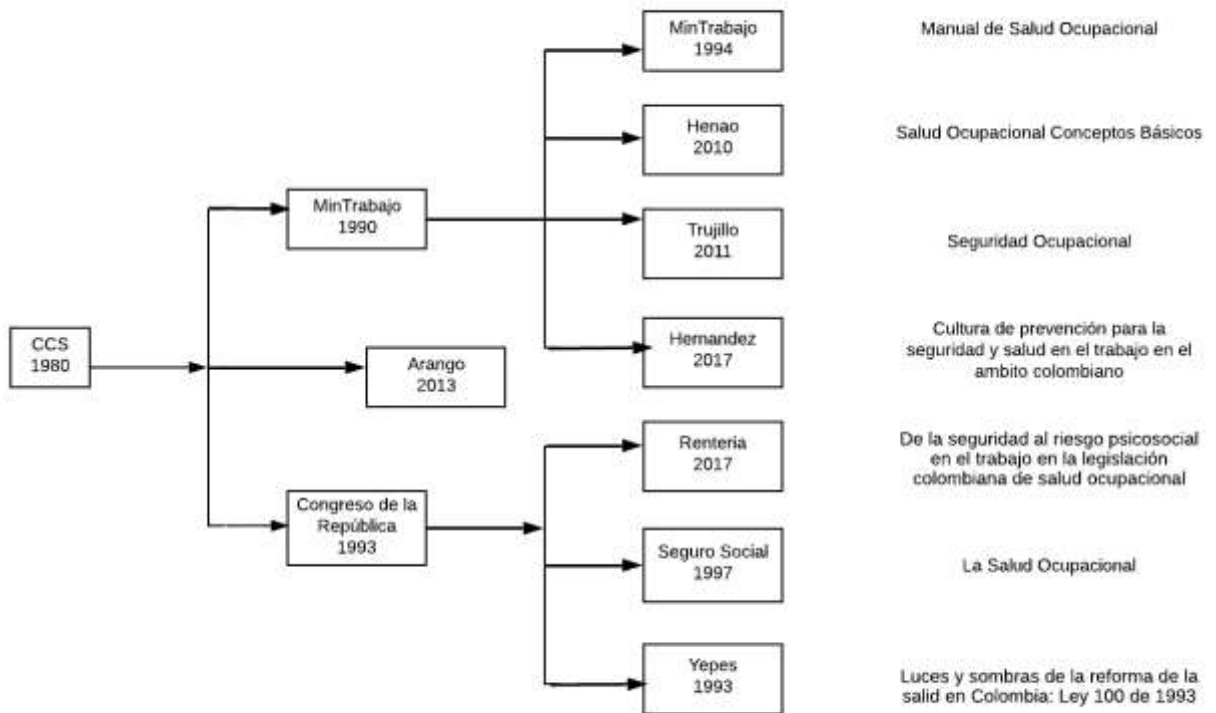 MinTrabajo
1994
Manual de Salud Ocupacional
Henao
2010
Salud Ocupacional Conceptos Básicos
MinTrabajo
1990
Trujillo
2011
Seguridad Ocupacional
CCS
1980
Arango
2013
Hernandez
2017
Cultura de prevención para la
seguridad y salud en el trabajo en el
ambito colombiano
Renteria
2017
De la seguridad al riesgo psicosocial
en el trabajo en la legislación
colombiana de salud ocupacional
Congreso de la
República
1993
Seguro Social
1997
La Salud Ocupacional
Yepes
1993
Luces y sombras de la reforma de la
salid en Colombia: Ley 100 de 1993